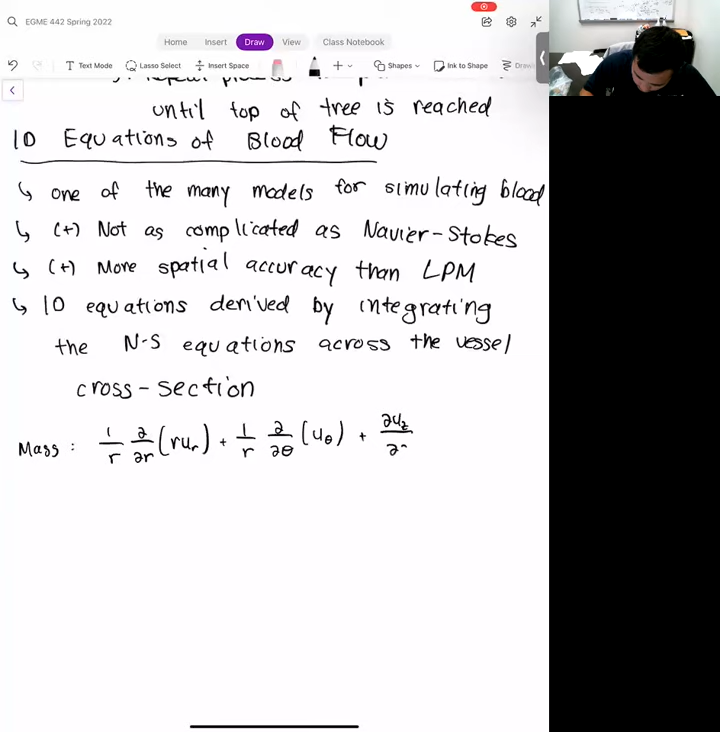 EGME 442 Spring 2022
Home Insert Draw View Class Notebook
Text Mode Lasso Select Insert Space Shapes Ink to Shape Draw
until top of tree is reached
1D Equations of Blood Flow
↳ one of the many models for simulating blood
↳ (+) Not as complicated as Navier-Stokes
↳ (+) More spatial accuracy than LPM
↳ 1D equations derived by integrating
the N-S equations across the vessel
cross-section
Mass : 1/r ∂/∂r (ru_r) + 1/r ∂/∂θ (u_θ) + ∂u_z/∂